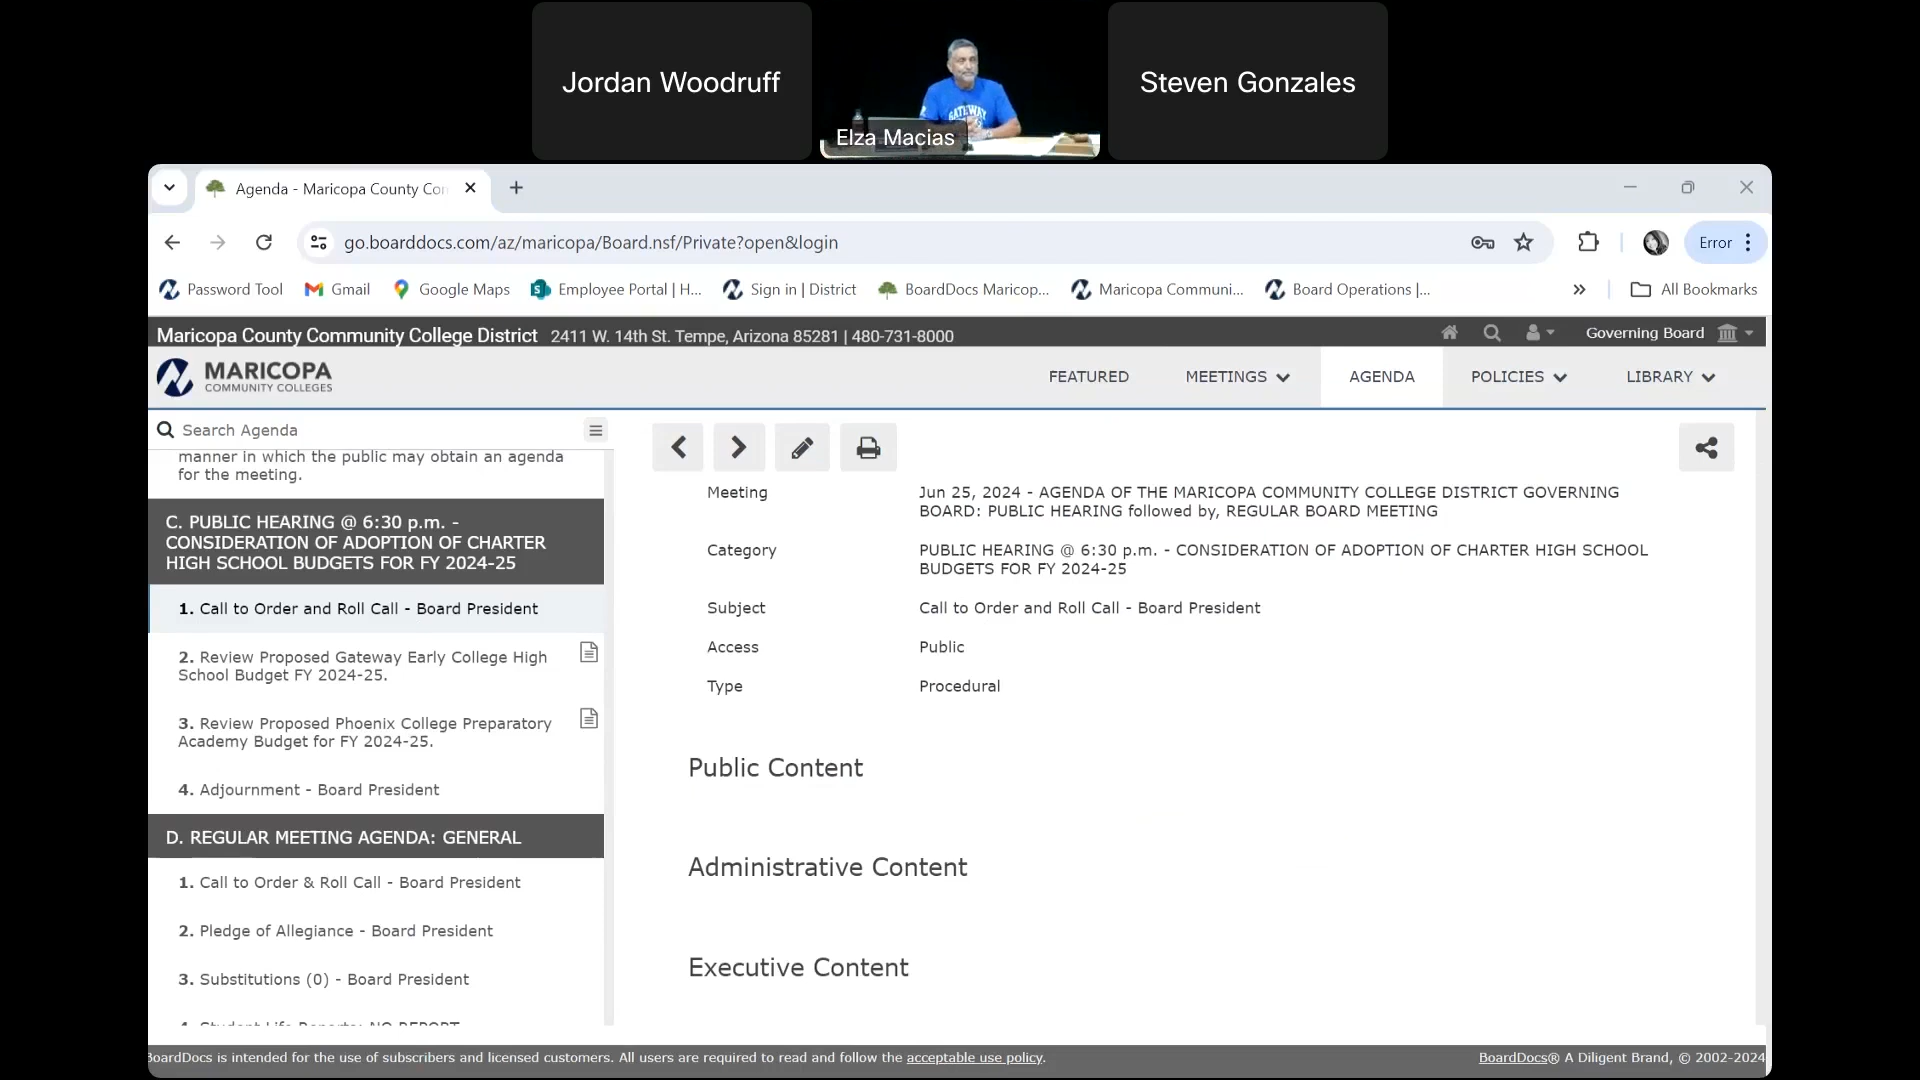 Jordan Woodruff
GATEWAY
Elza Macias
Steven Gonzales
Agenda - Maricopa County Con
go.boarddocs.com/az/maricopa/Board.nsf/Private?open&login
Error
Password Tool
Gmail
Google Maps
Employee Portal | H...
Sign in | District
BoardDocs Maricop...
Maricopa Communi...
Board Operations |...
All Bookmarks
Maricopa County Community College District 2411 W. 14th St. Tempe, Arizona 85281 | 480-731-8000
Governing Board
MARICOPA
COMMUNITY COLLEGES
FEATURED
MEETINGS
AGENDA
POLICIES
LIBRARY
Search Agenda
manner in which the public may obtain an agenda
for the meeting.
C. PUBLIC HEARING @ 6:30 p.m. -
CONSIDERATION OF ADOPTION OF CHARTER
HIGH SCHOOL BUDGETS FOR FY 2024-25
1. Call to Order and Roll Call - Board President
2. Review Proposed Gateway Early College High
School Budget FY 2024-25.
3. Review Proposed Phoenix College Preparatory
Academy Budget for FY 2024-25.
4. Adjournment - Board President
D. REGULAR MEETING AGENDA: GENERAL
1. Call to Order & Roll Call - Board President
2. Pledge of Allegiance - Board President
3. Substitutions (0) - Board President
4. Student Life Reports: NO REPORT
Meeting
Jun 25, 2024 - AGENDA OF THE MARICOPA COMMUNITY COLLEGE DISTRICT GOVERNING
BOARD: PUBLIC HEARING followed by, REGULAR BOARD MEETING
Category
PUBLIC HEARING @ 6:30 p.m. - CONSIDERATION OF ADOPTION OF CHARTER HIGH SCHOOL
BUDGETS FOR FY 2024-25
Subject
Call to Order and Roll Call - Board President
Access
Public
Type
Procedural
Public Content
Administrative Content
Executive Content
BoardDocs is intended for the use of subscribers and licensed customers. All users are required to read and follow the acceptable use policy.
BoardDocs® A Diligent Brand, © 2002-2024